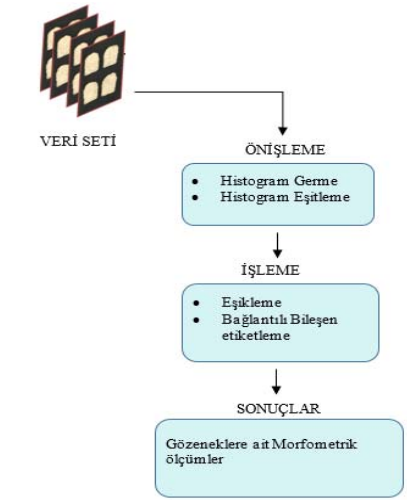 VERİ SETİ
ÖNİŞLEME
• Histogram Germe
• Histogram Eşitleme
İŞLEME
• Eşikleme
• Bağlantılı Bileşen
etiketleme
SONUÇLAR
Gözeneklere ait Morfometrik
ölçümler